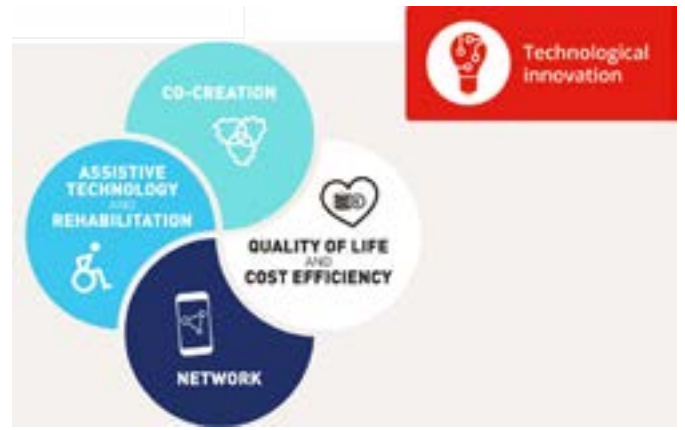 Technological
innovation
CO-CREATION
ASSISTIVE
TECHNOLOGY
AND
REHABILITATION
QUALITY OF LIFE
AND
COST EFFICIENCY
NETWORK